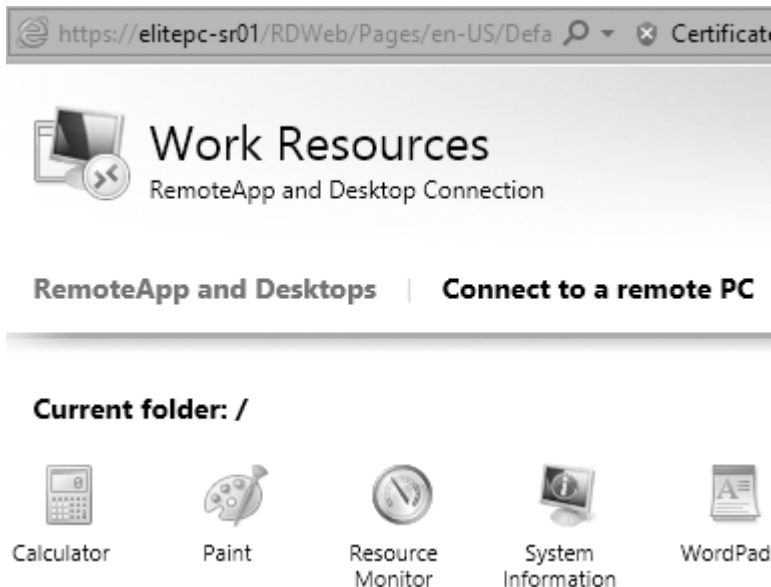 https://elitepc-sr01/RDWeb/Pages/en-US/Defa Certificate
Work Resources
RemoteApp and Desktop Connection
RemoteApp and Desktops | Connect to a remote PC
Current folder: /
Calculator Paint Resource Monitor System Information WordPad